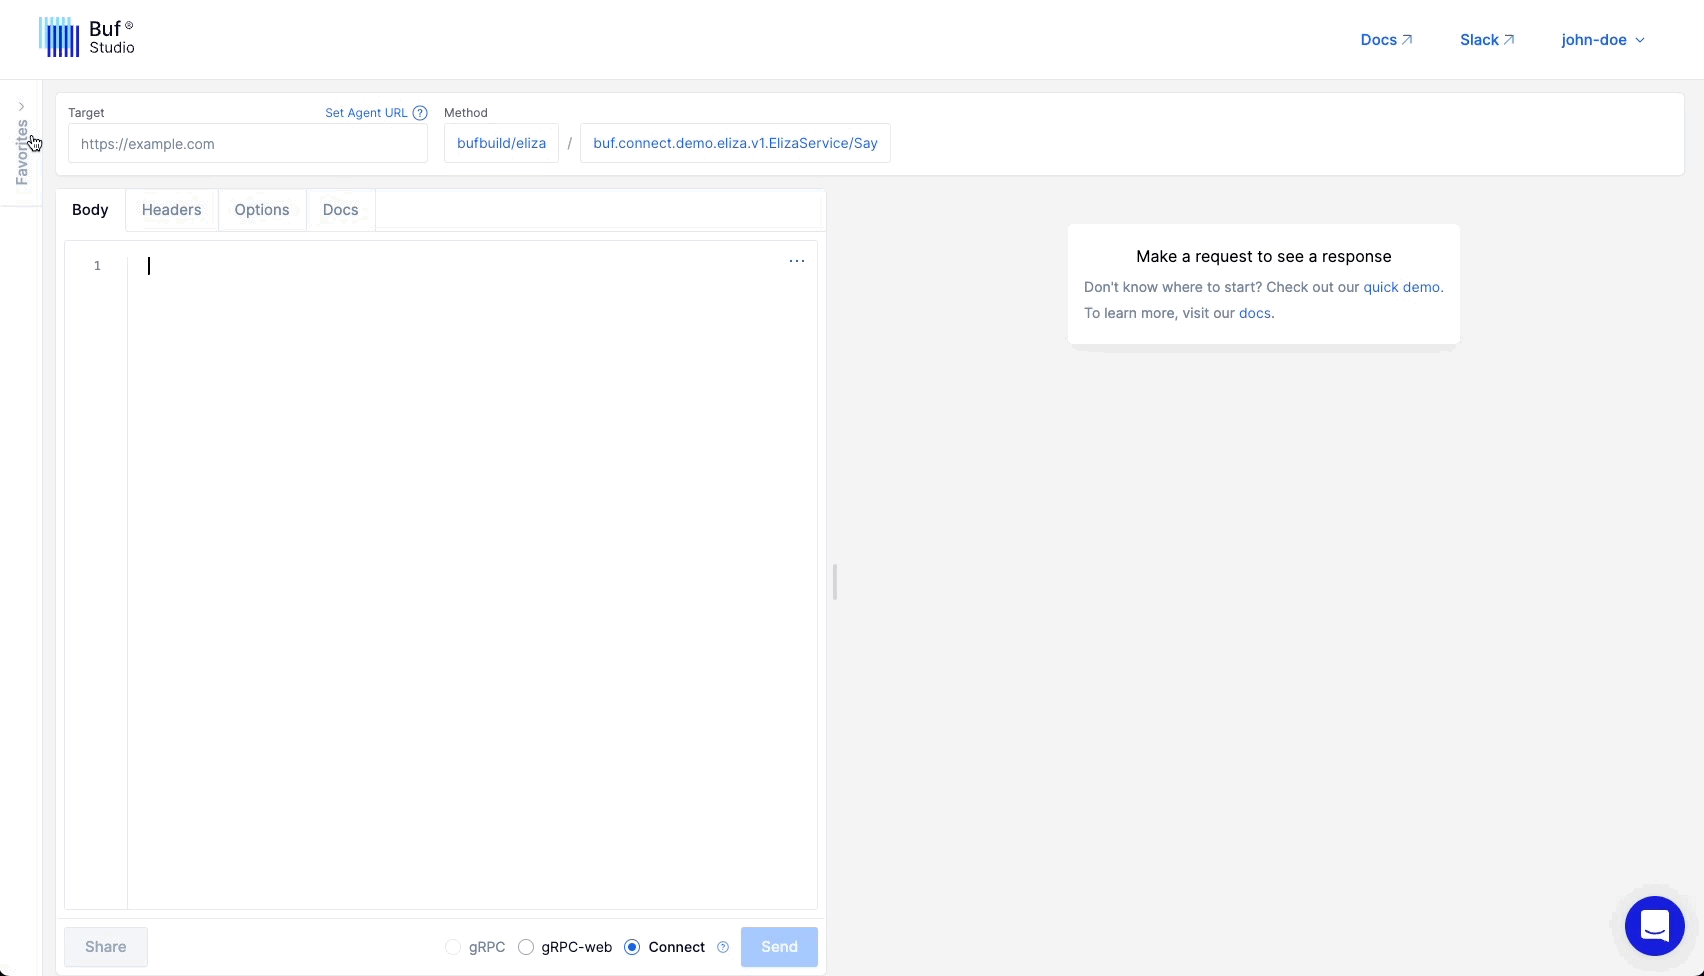 Buf ®
Studio
Docs
Slack
john-doe
Favorites
Target
Set Agent URL ?
Method
https://example.com
bufbuild/eliza / buf.connect.demo.eliza.v1.ElizaService/Say
Body
Headers
Options
Docs
1
...
Make a request to see a response
Don't know where to start? Check out our quick demo.
To learn more, visit our docs.
Share
gRPC
gRPC-web
Connect
?
Send